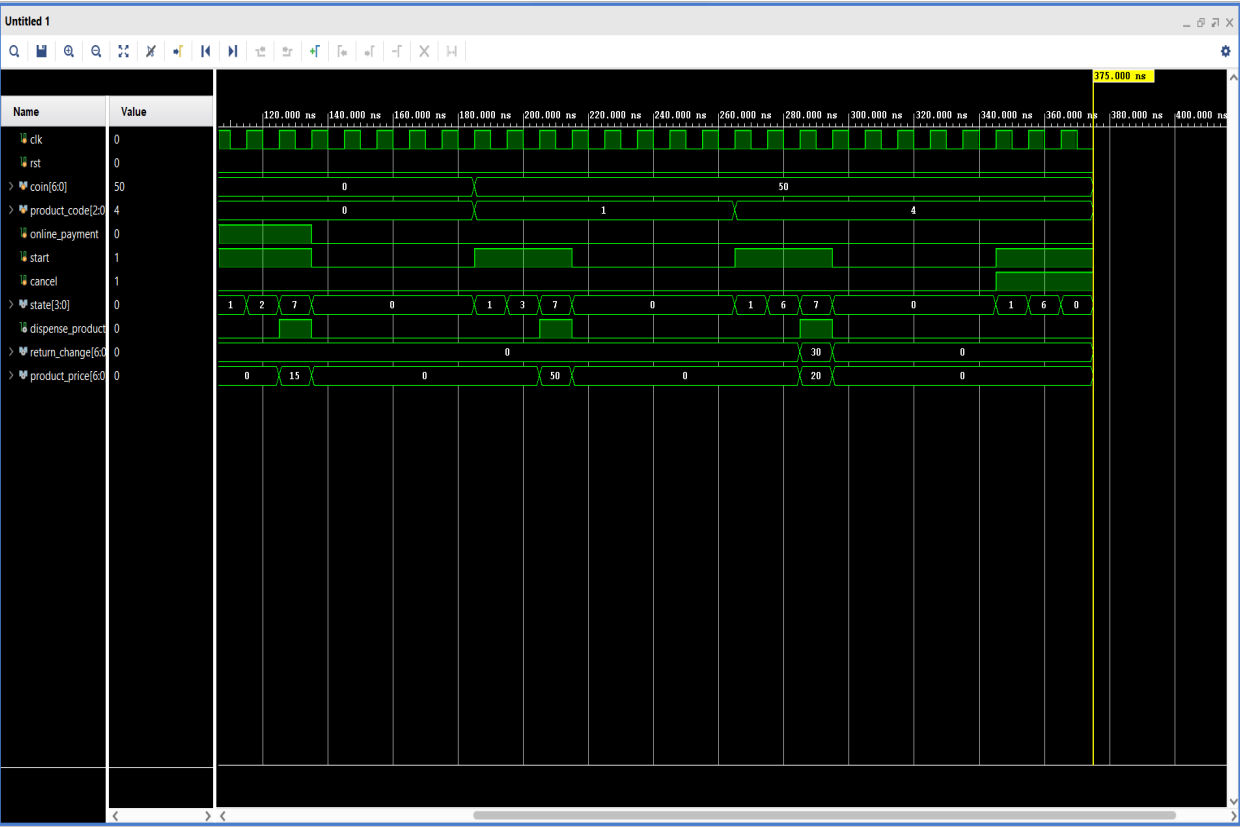 Untitled 1
375.000 ns
Name Value
120.000 ns 140.000 ns 160.000 ns 180.000 ns 200.000 ns 220.000 ns 240.000 ns 260.000 ns 280.000 ns 300.000 ns 320.000 ns 340.000 ns 360.000 ns 380.000 ns 400.000 ns
clk 0
rst 0
coin[6:0] 50 0 50
product_code[2:0 4 0 1 4
online_payment 0
start 1
cancel 1
state[3:0] 0 1 2 7 0 1 3 7 0 1 6 7 0 1 6 0
dispense_product 0
return_change[6:0 0 0 30 0
product_price[6:0 0 0 15 0 50 0 20 0